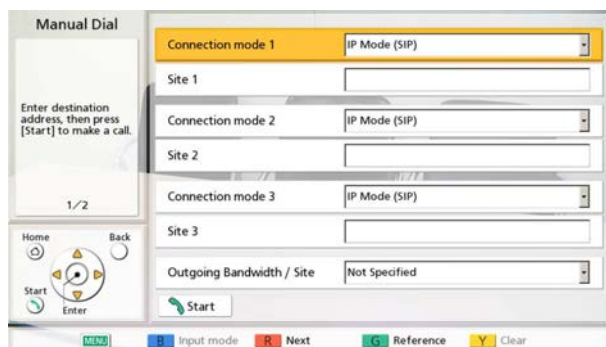 Manual Dial
Enter destination
address, then press
[Start] to make a call.
1/2
Home Back
Start
Enter
Connection mode 1 IP Mode (SIP)
Site 1
Connection mode 2 IP Mode (SIP)
Site 2
Connection mode 3 IP Mode (SIP)
Site 3
Outgoing Bandwidth / Site Not Specified
Start
MENU B Input mode R Next G Reference Y Clear